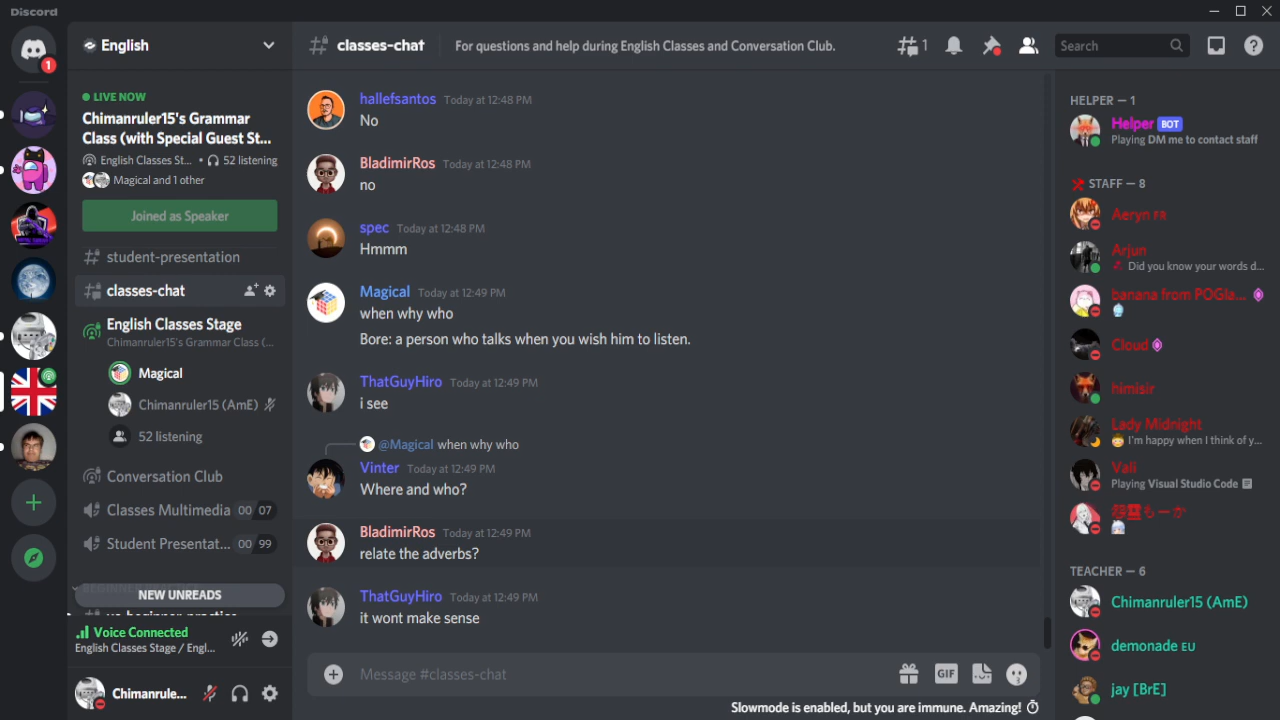 Discord
1
English
LIVE NOW
Chimanruler15's Grammar
Class (with Special Guest St...
English Classes St... • 52 listening
Magical and 1 other
Joined as Speaker
student-presentation
classes-chat
English Classes Stage
Chimanruler15's Grammar Class (...
Magical
Chimanruler15 (AmE)
52 listening
Conversation Club
Classes Multimedia 00 07
Student Presentat... 00 99
NEW UNREADS
Voice Connected
English Classes Stage / Engl...
Chimanrule...
classes-chat
For questions and help during English Classes and Conversation Club.
1
Search
hallefsantos Today at 12:48 PM
No
BladimirRos Today at 12:48 PM
no
spec Today at 12:48 PM
Hmmm
Magical Today at 12:49 PM
when why who
Bore: a person who talks when you wish him to listen.
ThatGuyHiro Today at 12:49 PM
i see
@Magical when why who
Vinter Today at 12:49 PM
Where and who?
BladimirRos Today at 12:49 PM
relate the adverbs?
ThatGuyHiro Today at 12:49 PM
it wont make sense
Message #classes-chat
GIF
Slowmode is enabled, but you are immune. Amazing!
HELPER — 1
Helper BOT
Playing DM me to contact staff
STAFF — 8
Aeryn FR
Arjun
Did you know your words d...
banana from POGla...
Cloud
himisir
Lady Midnight
I'm happy when I think of y...
Vali
Playing Visual Studio Code
TEACHER — 6
Chimanruler15 (AmE)
demonade EU
jay [BrE]